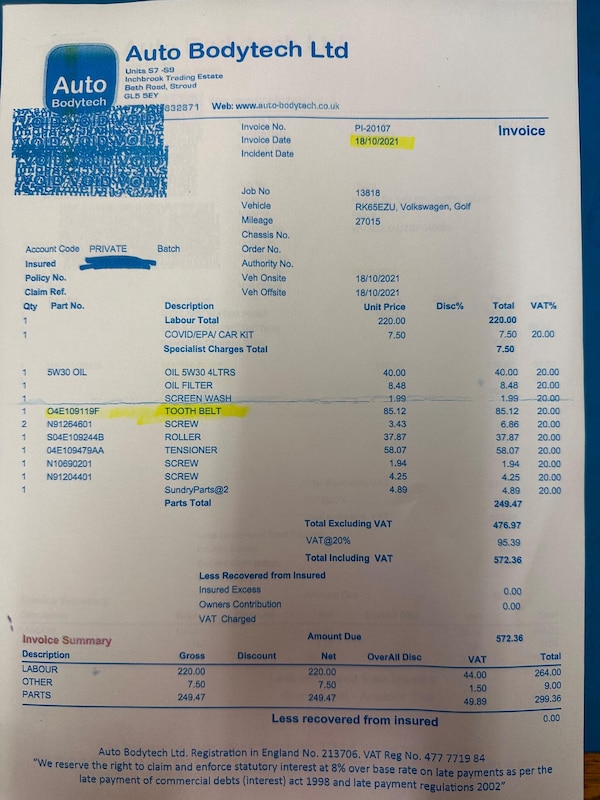 Auto Bodytech
Auto Bodytech Ltd
Units S7 -S9
Inchbrook Trading Estate
Bath Road, Stroud
GL5 5EY
832871 Web: www.auto-bodytech.co.uk
Invoice
Invoice No. PI-20107
Invoice Date 18/10/2021
Incident Date
Job No 13818
Vehicle RK65EZU, Volkswagen, Golf
Mileage 27015
Chassis No.
Account Code PRIVATE Batch Order No.
Insured Authority No.
Policy No. Veh Onsite 18/10/2021
Claim Ref. Veh Offsite 18/10/2021
Qty Part No. Description Unit Price Disc% Total VAT%
1 Labour Total 220.00 220.00
1 COVID/EPA/ CAR KIT 7.50 7.50 20.00
Specialist Charges Total 7.50
1 5W30 OIL OIL 5W30 4LTRS 40.00 40.00 20.00
1 OIL FILTER 8.48 8.48 20.00
1 SCREEN WASH 1.99 1.99 20.00
1 O4E109119F TOOTH BELT 85.12 85.12 20.00
2 N91264601 SCREW 3.43 6.86 20.00
1 S04E109244B ROLLER 37.87 37.87 20.00
1 04E109479AA TENSIONER 58.07 58.07 20.00
1 N10690201 SCREW 1.94 1.94 20.00
1 N91204401 SCREW 4.25 4.25 20.00
1 SundryParts@2 4.89 4.89 20.00
Parts Total 249.47
Total Excluding VAT 476.97
VAT@20% 95.39
Total Including VAT 572.36
Less Recovered from Insured
Insured Excess 0.00
Owners Contribution 0.00
VAT Charged
Amount Due 572.36
Invoice Summary
Description Gross Discount Net OverAll Disc VAT Total
LABOUR 220.00 220.00 44.00 264.00
OTHER 7.50 7.50 1.50 9.00
PARTS 249.47 249.47 49.89 299.36
Less recovered from insured 0.00
Auto Bodytech Ltd. Registration in England No. 213706. VAT Reg No. 477 7719 84
"We reserve the right to claim and enforce statutory interest at 8% over base rate on late payments as per the
late payment of commercial debts (interest) act 1998 and late payment regulations 2002"